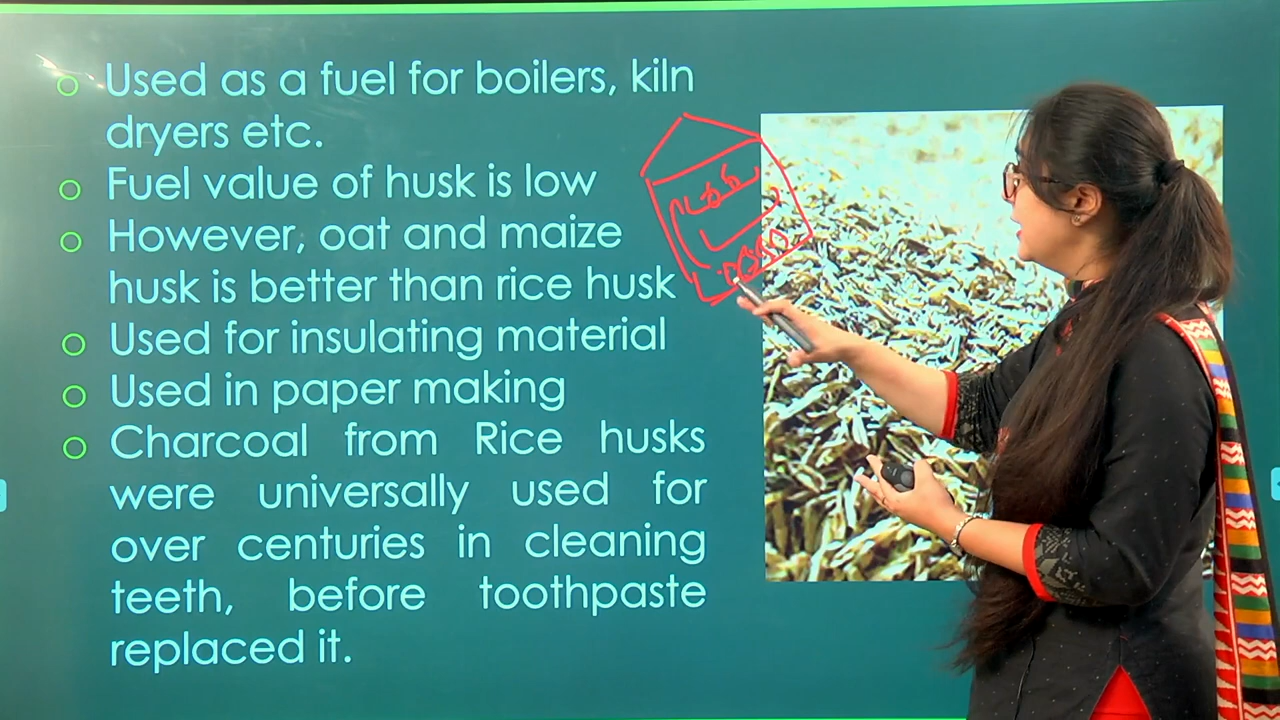 Used as a fuel for boilers, kiln
dryers etc.
Fuel value of husk is low
However, oat and maize
husk is better than rice husk
Used for insulating material
Used in paper making
Charcoal from Rice husks
were universally used for
over centuries in cleaning
teeth, before toothpaste
replaced it.